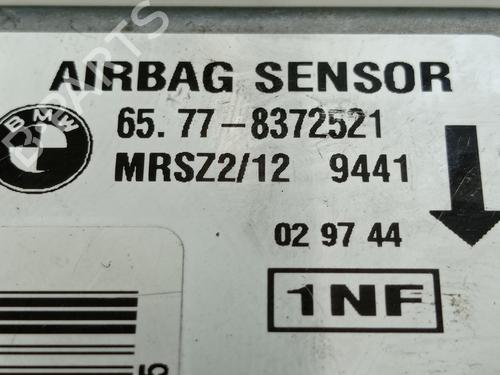 AIRBAG SENSOR
BMW
65. 77-8372521
MRSZ2/12 9441
02 97 44
1NF